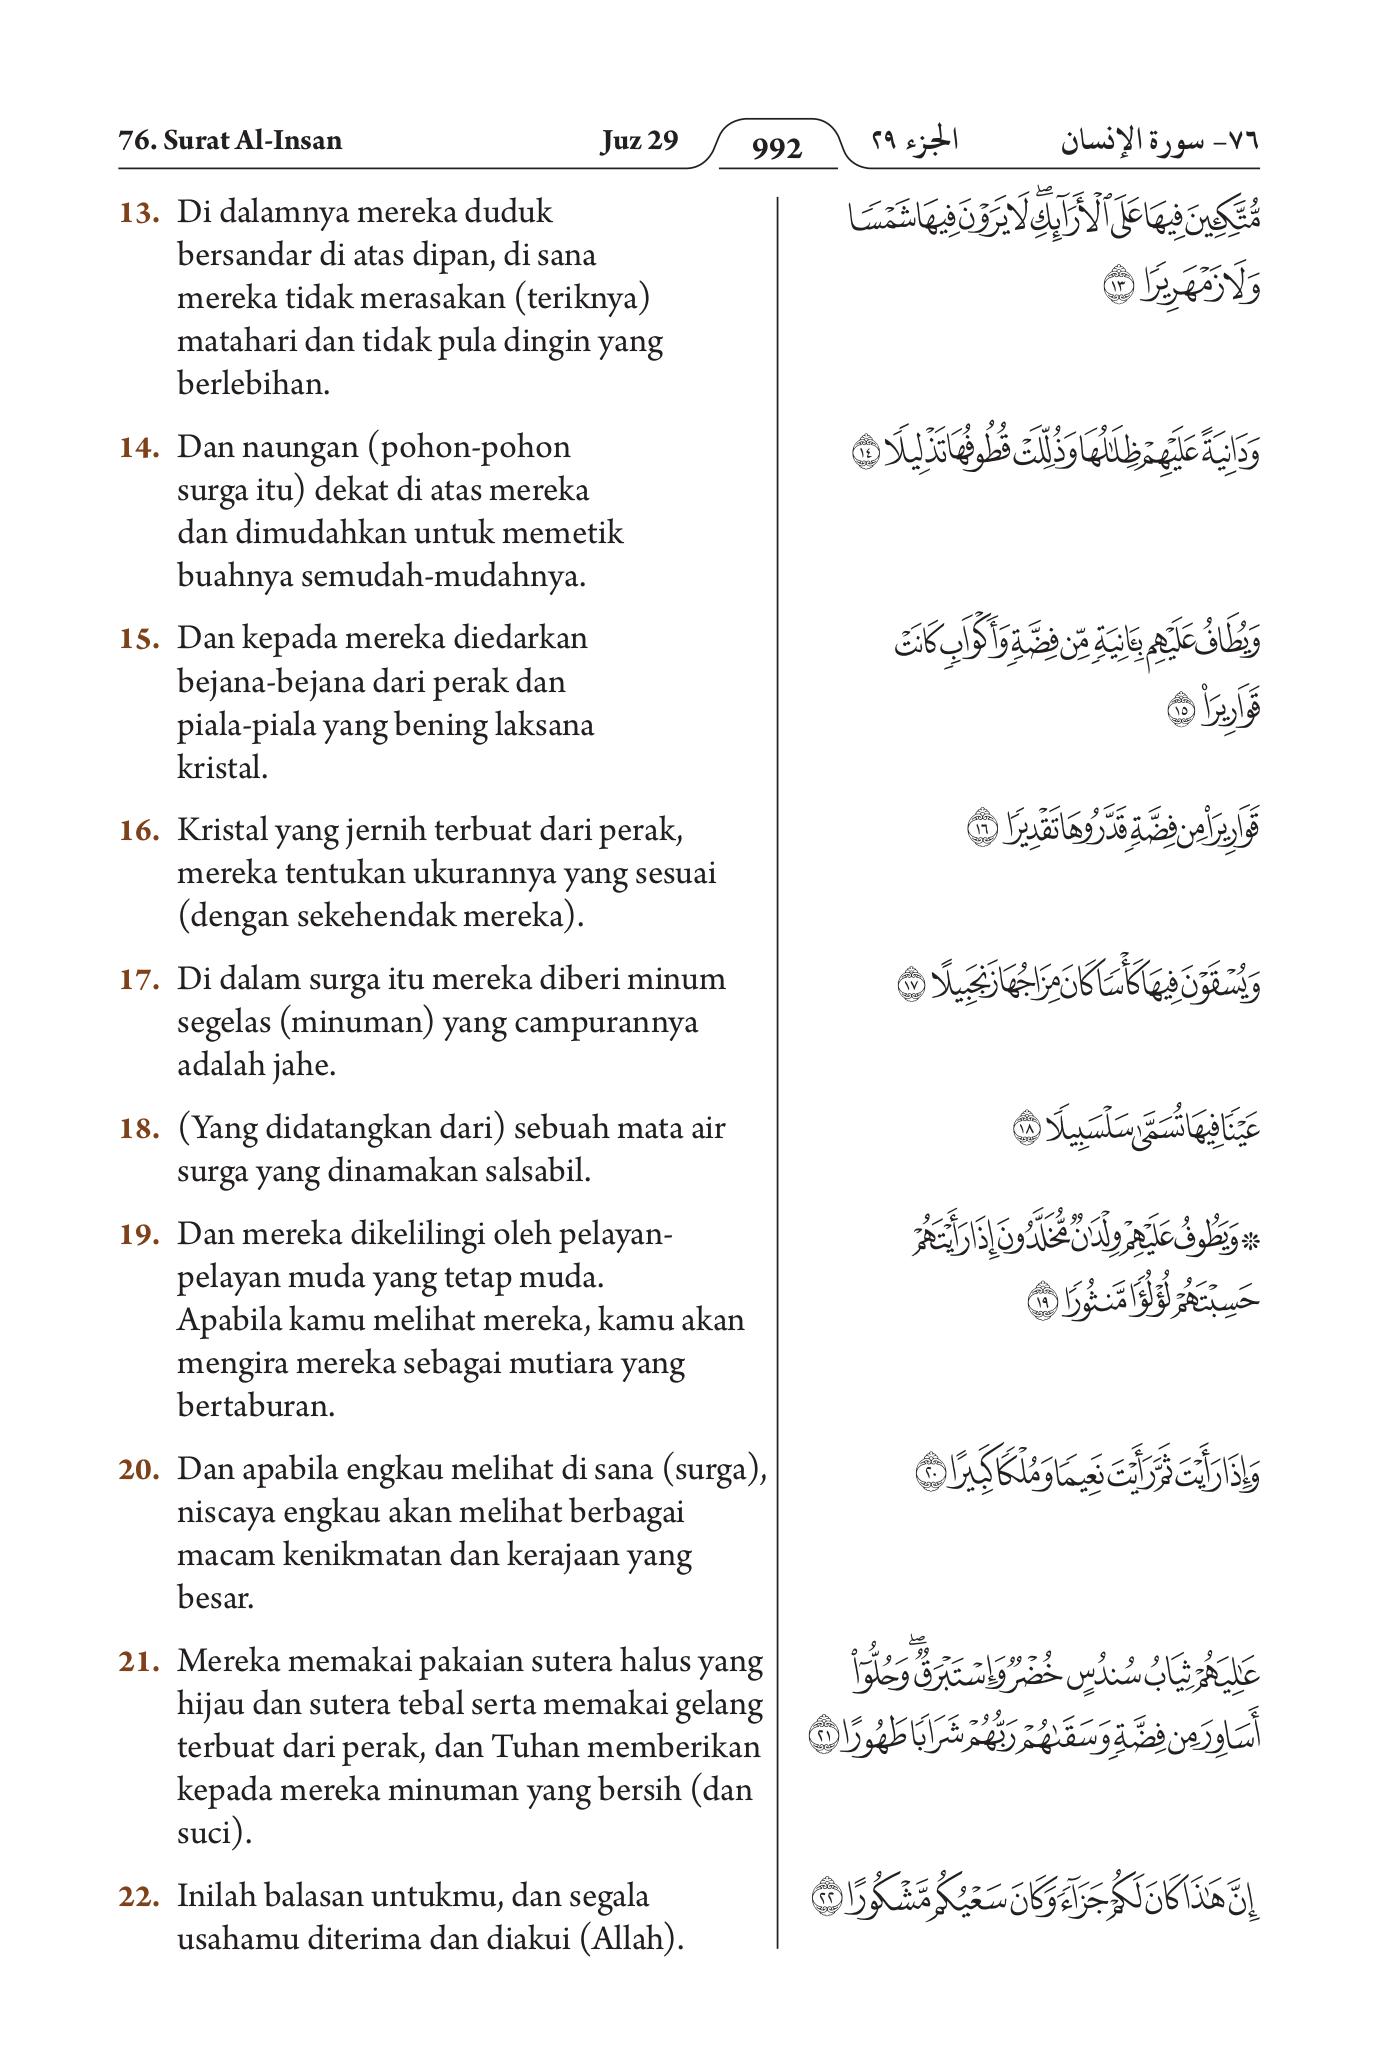 76. Surat Al-Insan Juz 29 992 الجزء ٢٩ ٧٦- سورة الإنسان
13. Di dalamnya mereka duduk
bersandar di atas dipan, di sana
mereka tidak merasakan (teriknya)
matahari dan tidak pula dingin yang
berlebihan.
مُّتَّكِـِٔينَ فِيهَا عَلَى ٱلْأَرَآئِكِۖ لَا يَرَوْنَ فِيهَا شَمْسًا
وَلَا زَمْهَرِيرًا ١٣
14. Dan naungan (pohon-pohon
surga itu) dekat di atas mereka
dan dimudahkan untuk memetik
buahnya semudah-mudahnya.
وَدَانِيَةً عَلَيْهِمْ ظِلَٰلُهَا وَذُلِّلَتْ قُطُوفُهَا تَذْلِيلًا ١٤
15. Dan kepada mereka diedarkan
bejana-bejana dari perak dan
piala-piala yang bening laksana
kristal.
وَيُطَافُ عَلَيْهِم بِـَٔانِيَةٍ مِّن فِضَّةٍ وَأَكْوَابٍ كَانَتْ
قَوَارِيرَا۠ ١٥
16. Kristal yang jernih terbuat dari perak,
mereka tentukan ukurannya yang sesuai
(dengan sekehendak mereka).
قَوَارِيرَا۟ مِن فِضَّةٍ قَدَّرُوهَا تَقْدِيرًا ١٦
17. Di dalam surga itu mereka diberi minum
segelas (minuman) yang campurannya
adalah jahe.
وَيُسْقَوْنَ فِيهَا كَأْسًا كَانَ مِزَاجُهَا زَنجَبِيلًا ١٧
18. (Yang didatangkan dari) sebuah mata air
surga yang dinamakan salsabil.
عَيْنًا فِيهَا تُسَمَّىٰ سَلْسَبِيلًا ١٨
19. Dan mereka dikelilingi oleh pelayan-
pelayan muda yang tetap muda.
Apabila kamu melihat mereka, kamu akan
mengira mereka sebagai mutiara yang
bertaburan.
* وَيَطُوفُ عَلَيْهِمْ وِلْدَٰنٌ مُّخَلَّدُونَ إِذَا رَأَيْتَهُمْ
حَسِبْتَهُمْ لُؤْلُؤًا مَّنثُورًا ١٩
20. Dan apabila engkau melihat di sana (surga),
niscaya engkau akan melihat berbagai
macam kenikmatan dan kerajaan yang
besar.
وَإِذَا رَأَيْتَ ثَمَّ رَأَيْتَ نَعِيمًا وَمُلْكًا كَبِيرًا ٢٠
21. Mereka memakai pakaian sutera halus yang
hijau dan sutera tebal serta memakai gelang
terbuat dari perak, dan Tuhan memberikan
kepada mereka minuman yang bersih (dan
suci).
عَٰلِيَهُمْ ثِيَابُ سُندُسٍ خُضْرٌ وَإِسْتَبْرَقٌۖ وَحُلُّوٓا۟
أَسَاوِرَ مِن فِضَّةٍ وَسَقَىٰهُمْ رَبُّهُمْ شَرَابًا طَهُورًا ٢١
22. Inilah balasan untukmu, dan segala
usahamu diterima dan diakui (Allah).
إِنَّ هَٰذَا كَانَ لَكُمْ جَزَآءً وَكَانَ سَعْيُكُم مَّشْكُورًا ٢٢